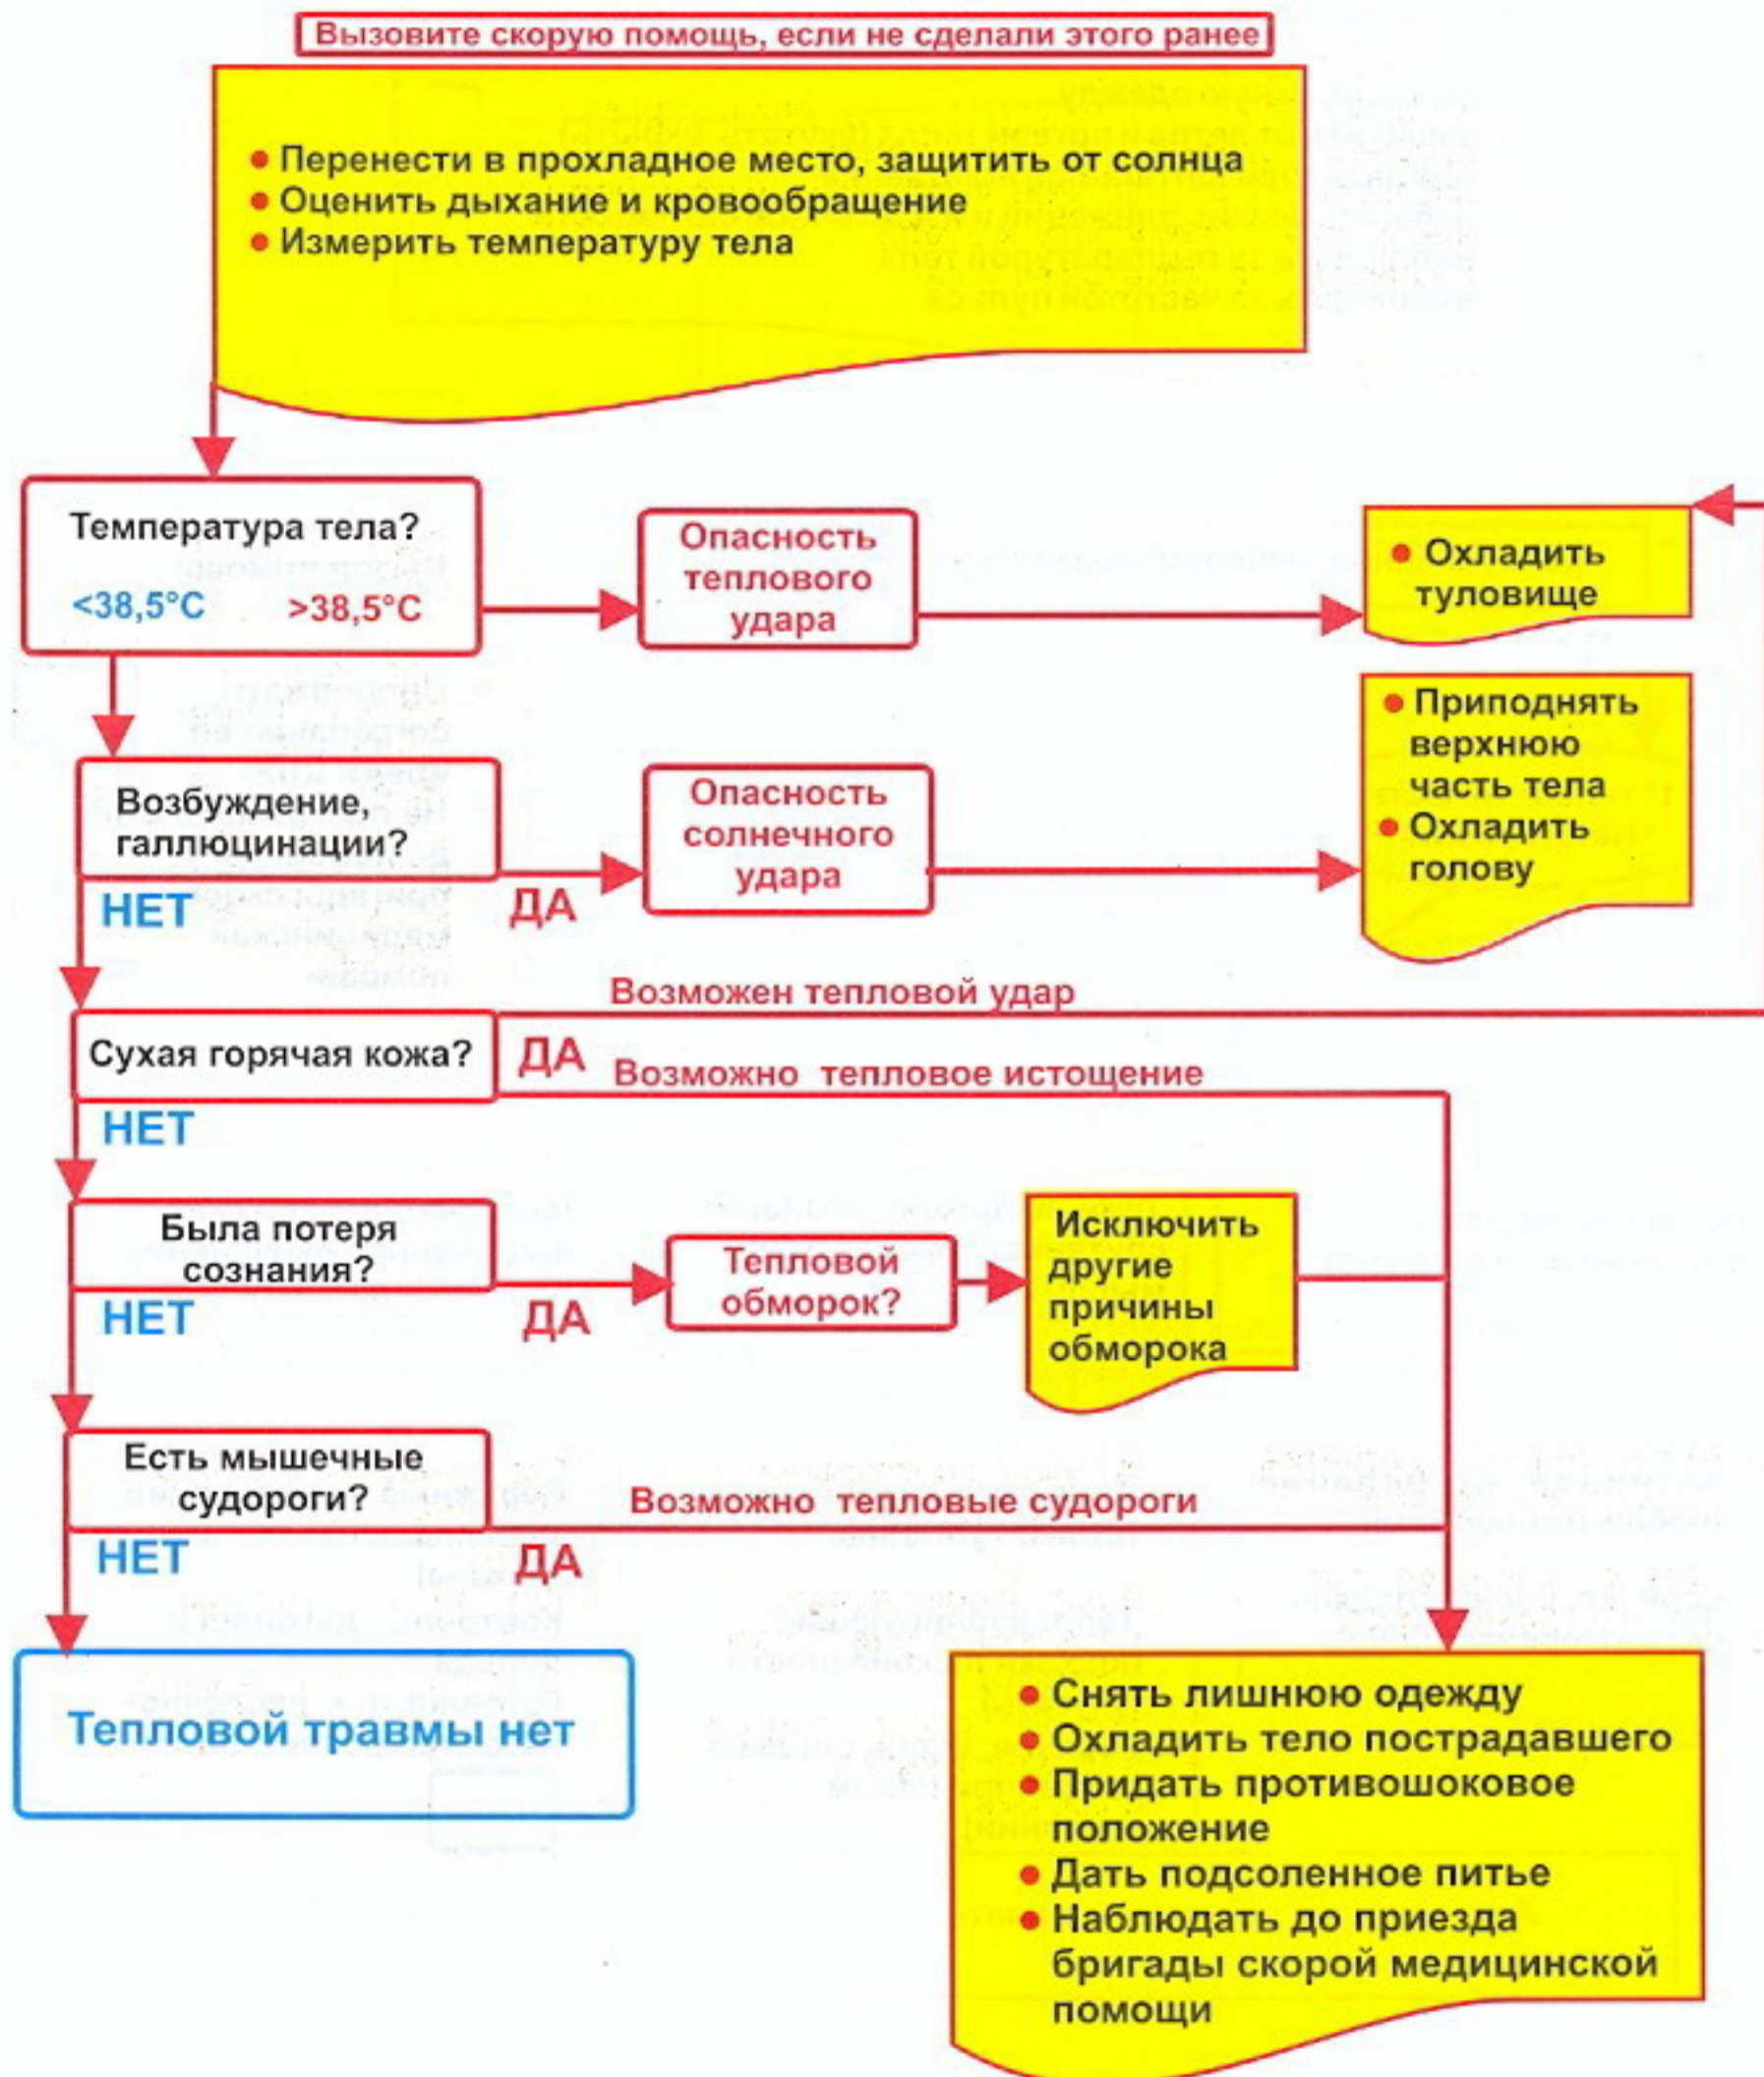 Вызовите скорую помощь, если не сделали этого ранее
● Перенести в прохладное место, защитить от солнца
● Оценить дыхание и кровообращение
● Измерить температуру тела
Температура тела?
<38,5°C >38,5°C
Опасность
теплового
удара
● Охладить
туловище
Возбуждение,
галлюцинации?
НЕТ
ДА
Опасность
солнечного
удара
● Приподнять
верхнюю
часть тела
● Охладить
голову
Возможен тепловой удар
Сухая горячая кожа?
ДА
Возможно тепловое истощение
НЕТ
Была потеря
сознания?
НЕТ
ДА
Тепловой
обморок?
Исключить
другие
причины
обморока
Есть мышечные
судороги?
Возможно тепловые судороги
НЕТ
ДА
Тепловой травмы нет
● Снять лишнюю одежду
● Охладить тело пострадавшего
● Придать противошоковое
положение
● Дать подсоленное питье
● Наблюдать до приезда
бригады скорой медицинской
помощи